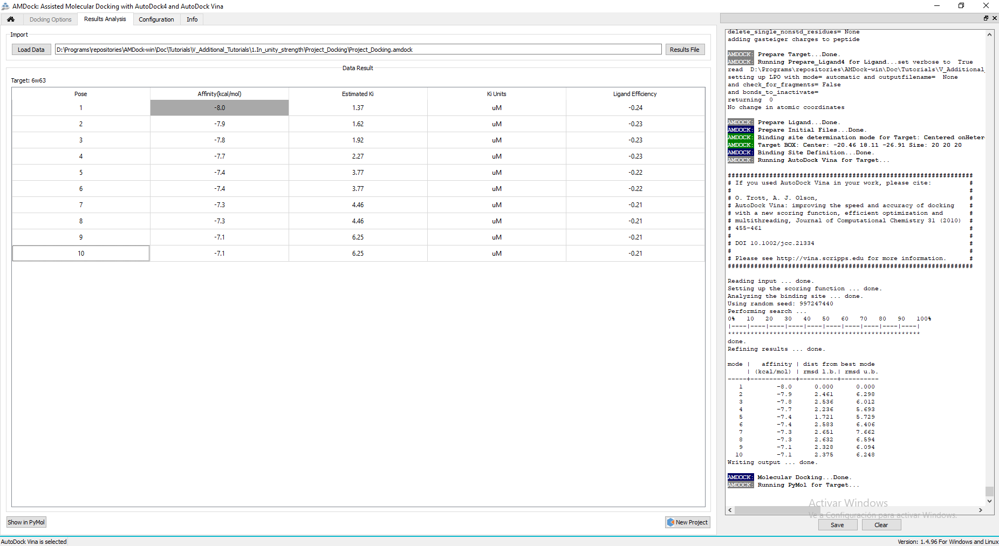 AMDock: Assisted Molecular Docking with AutoDock4 and AutoDock Vina
Docking Options Results Analysis Configuration Info
Import
Load Data D:\Programs\repositories\AMDock-win\Doc\Tutorials\V_Additional_Tutorials\1.In_unity_strength\Project_Docking\Project_Docking.amdock Results File
Data Result
Target: 6w63
Pose Affinity(kcal/mol) Estimated Ki Ki Units Ligand Efficiency
1 -8.0 1.37 uM -0.24
2 -7.9 1.62 uM -0.23
3 -7.8 1.92 uM -0.23
4 -7.7 2.27 uM -0.23
5 -7.4 3.77 uM -0.22
6 -7.4 3.77 uM -0.22
7 -7.3 4.46 uM -0.21
8 -7.3 4.46 uM -0.21
9 -7.1 6.25 uM -0.21
10 -7.1 6.25 uM -0.21
Show in PyMol
New Project
delete_single_nonstd_residues= None
adding gasteiger charges to peptide
AMDOCK: Prepare Target...Done.
AMDOCK: Running Prepare_Ligand4 for Ligand...set verbose to True
read D:\Programs\repositories\AMDock-win\Doc\Tutorials\V_Additional_
setting up LPO with mode= automatic and outputfilename= None
and check_for_fragments= False
and bonds_to_inactivate=
returning 0
No change in atomic coordinates
AMDOCK: Prepare Ligand...Done.
AMDOCK: Prepare Initial Files...Done.
AMDOCK: Binding site determination mode for Target: Centered onHeter
AMDOCK: Target BOX: Center: -20.46 18.11 -26.91 Size: 20 20 20
AMDOCK: Binding Site Definition...Done.
AMDOCK: Running AutoDock Vina for Target...
#################################################################
# If you used AutoDock Vina in your work, please cite: #
# #
# O. Trott, A. J. Olson, #
# AutoDock Vina: improving the speed and accuracy of docking #
# with a new scoring function, efficient optimization and #
# multithreading, Journal of Computational Chemistry 31 (2010) #
# 455-461 #
# #
# DOI 10.1002/jcc.21334 #
# #
# Please see http://vina.scripps.edu for more information. #
#################################################################
Reading input ... done.
Setting up the scoring function ... done.
Analyzing the binding site ... done.
Using random seed: 997247440
Performing search ...
0% 10 20 30 40 50 60 70 80 90 100%
|----|----|----|----|----|----|----|----|----|----|
***************************************************
done.
Refining results ... done.
mode | affinity | dist from best mode
| (kcal/mol) | rmsd l.b.| rmsd u.b.
-----+------------+----------+----------
1 -8.0 0.000 0.000
2 -7.9 2.461 6.298
3 -7.8 2.536 6.012
4 -7.7 2.236 5.693
5 -7.4 1.721 5.729
6 -7.4 2.583 6.406
7 -7.3 2.651 7.662
8 -7.3 2.632 6.594
9 -7.1 2.328 6.094
10 -7.1 2.375 6.248
Writing output ... done.
AMDOCK: Molecular Docking...Done.
AMDOCK: Running PyMol for Target...
Activar Windows
Ve a Configuración para activar Windows.
Save Clear
AutoDock Vina is selected
Version: 1.4.96 For Windows and Linux